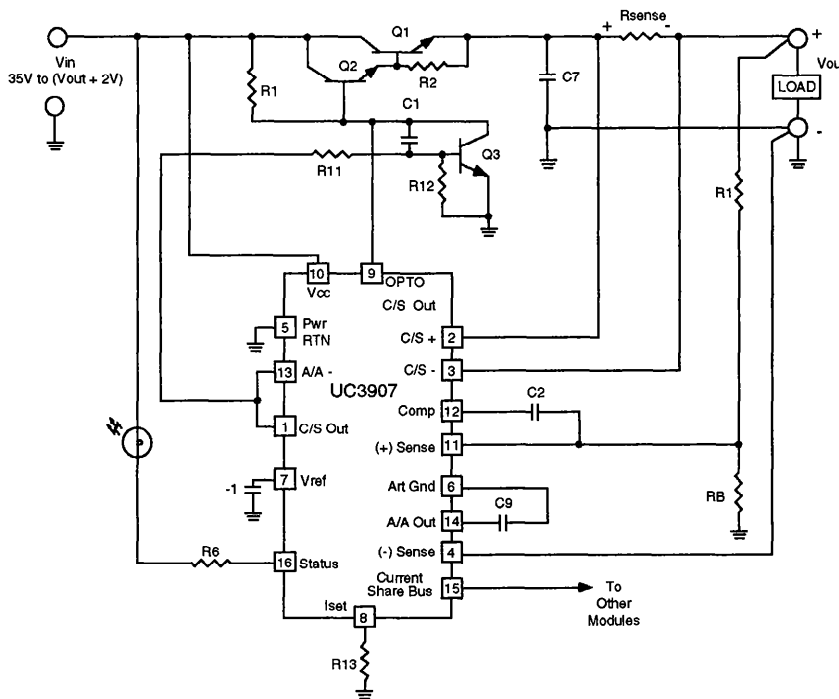 Q1
+ Rsense -
+
Vin
35V to (Vout + 2V)
Q2
R2
R1
C7
Vou
LOAD
-
C1
Q3
R11
R12
R1
10
Vcc
9
OPTO
C/S Out
5
Pwr
RTN
C/S +
2
13
A/A -
C/S -
3
UC3907
Comp
12
C2
1
C/S Out
(+) Sense
11
7
Vref
-1
Art Gnd
6
RB
C9
A/A Out
14
R6
16
Status
(-) Sense
4
Current
Share Bus
15
To
Other
Modules
Iset
8
R13